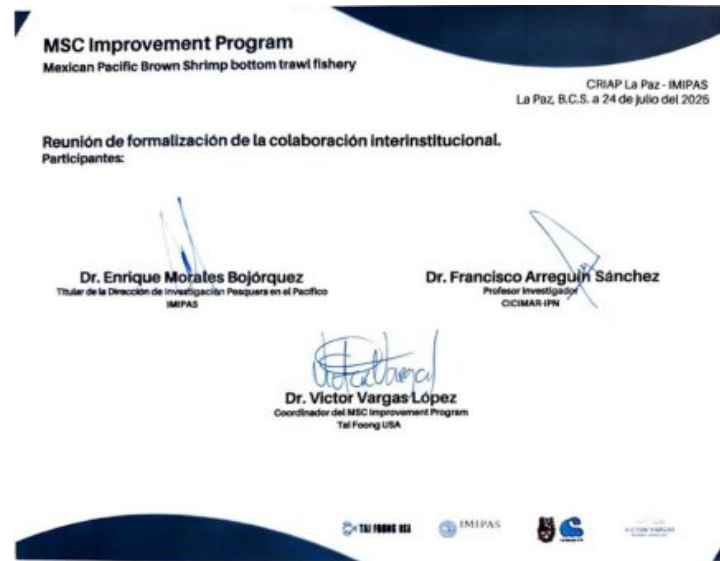 MSC Improvement Program
Mexican Pacific Brown Shrimp bottom trawl fishery
CRIAP La Paz - IMIPAS
La Paz, B.C.S. a 24 de julio del 2025
Reunión de formalización de la colaboración interinstitucional.
Participantes:
Dr. Enrique Morales Bojórquez
Titular de la Dirección de Investigación Pesquera en el Pacífico
IMIPAS
Dr. Francisco Arreguín Sánchez
Profesor Investigador
CICIMAR-IPN
Dr. Victor Vargas López
Coordinador del MSC Improvement Program
Tai Foong USA
TAI FOONG USA
IMIPAS
VICTOR VARGAS